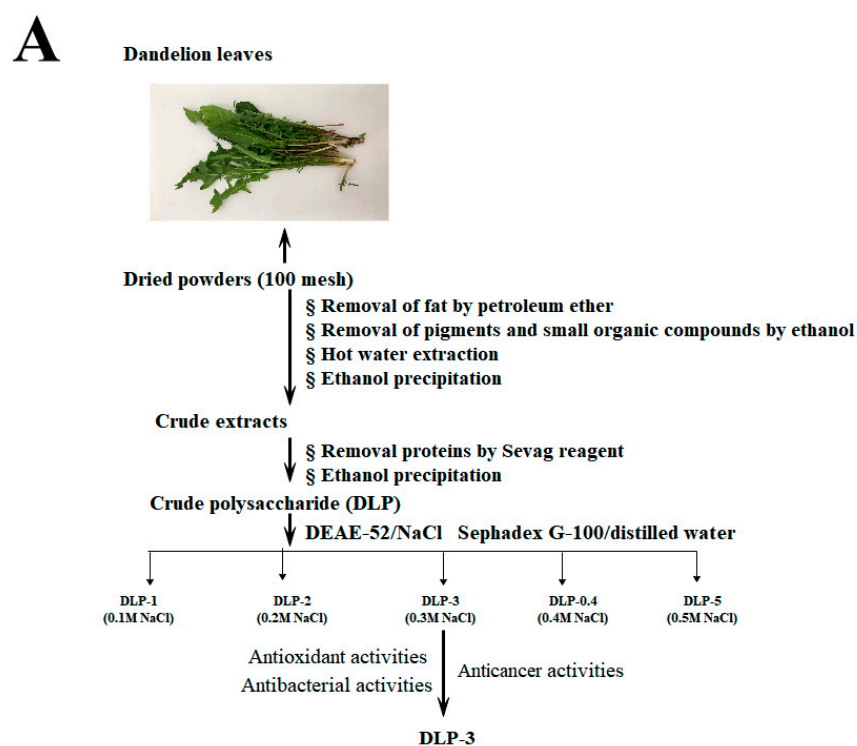 A
Dandelion leaves
Dried powders (100 mesh)
§ Removal of fat by petroleum ether
§ Removal of pigments and small organic compounds by ethanol
§ Hot water extraction
§ Ethanol precipitation
Crude extracts
§ Removal proteins by Sevag reagent
§ Ethanol precipitation
Crude polysaccharide (DLP)
DEAE-52/NaCl Sephadex G-100/distilled water
DLP-1
(0.1M NaCl)
DLP-2
(0.2M NaCl)
DLP-3
(0.3M NaCl)
DLP-0.4
(0.4M NaCl)
DLP-5
(0.5M NaCl)
Antioxidant activities
Antibacterial activities
Anticancer activities
DLP-3